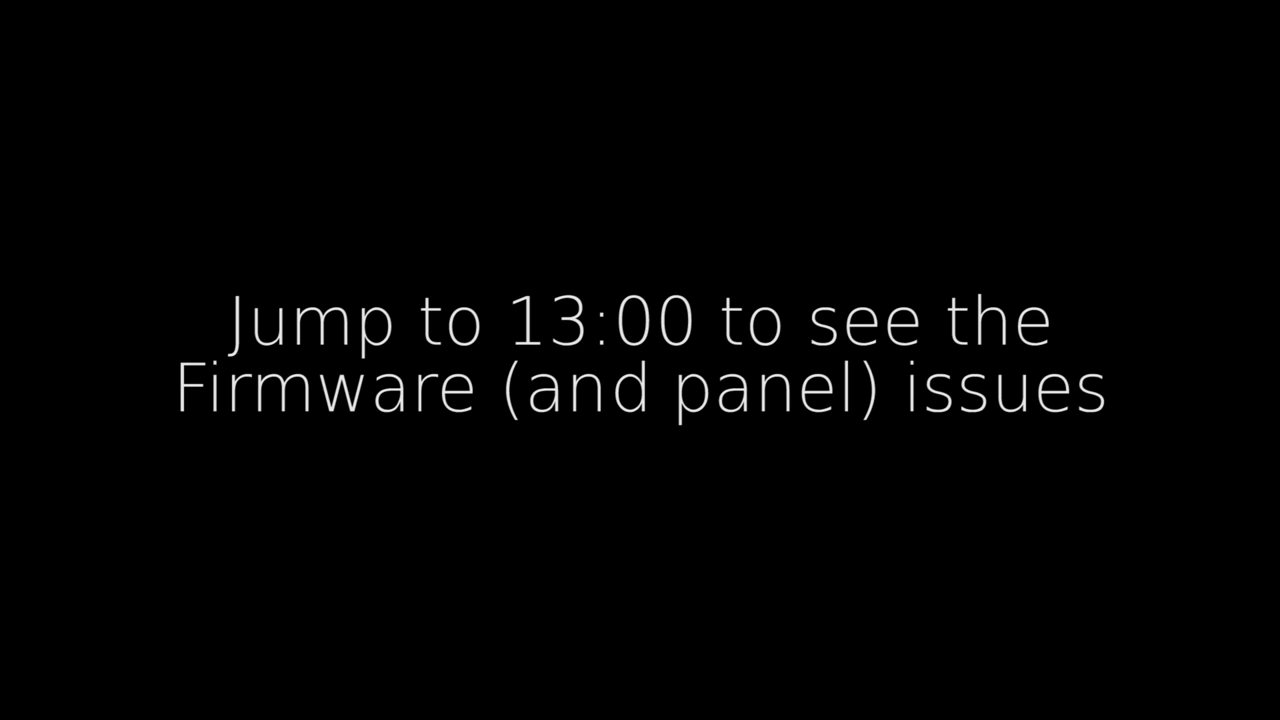 Jump to 13:00 to see the
Firmware (and panel) issues